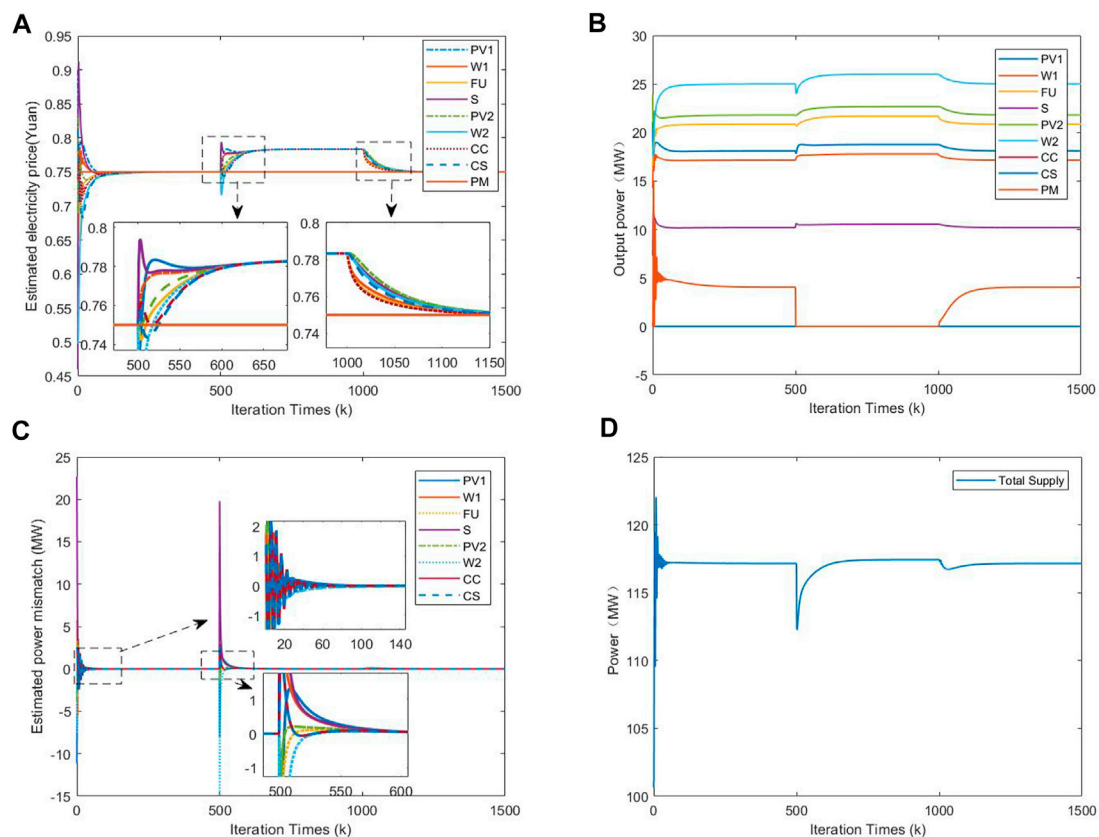 A
Estimated electricity price(Yuan)
0.95
0.9
0.85
0.8
0.75
0.7
0.65
0.6
0.55
0.5
0.45
0
500
1000
1500
Iteration Times (k)
PV1
W1
FU
S
PV2
W2
CC
CS
PM
0.8
0.78
0.76
0.74
500
550
600
650
0.8
0.78
0.76
0.74
1000
1050
1100
1150
B
Output power（MW）
30
25
20
15
10
5
0
-5
0
500
1000
1500
Iteration Times (k)
PV1
W1
FU
S
PV2
W2
CC
CS
PM
C
Estimated power mismatch (MW)
25
20
15
10
5
0
-5
-10
-15
0
500
1000
1500
Iteration Times (k)
PV1
W1
FU
S
PV2
W2
CC
CS
2
1
0
-1
20
60
100
140
1
0
-1
500
550
600
D
Power（MW）
125
120
115
110
105
100
0
500
1000
1500
Iteration Times (k)
Total Supply